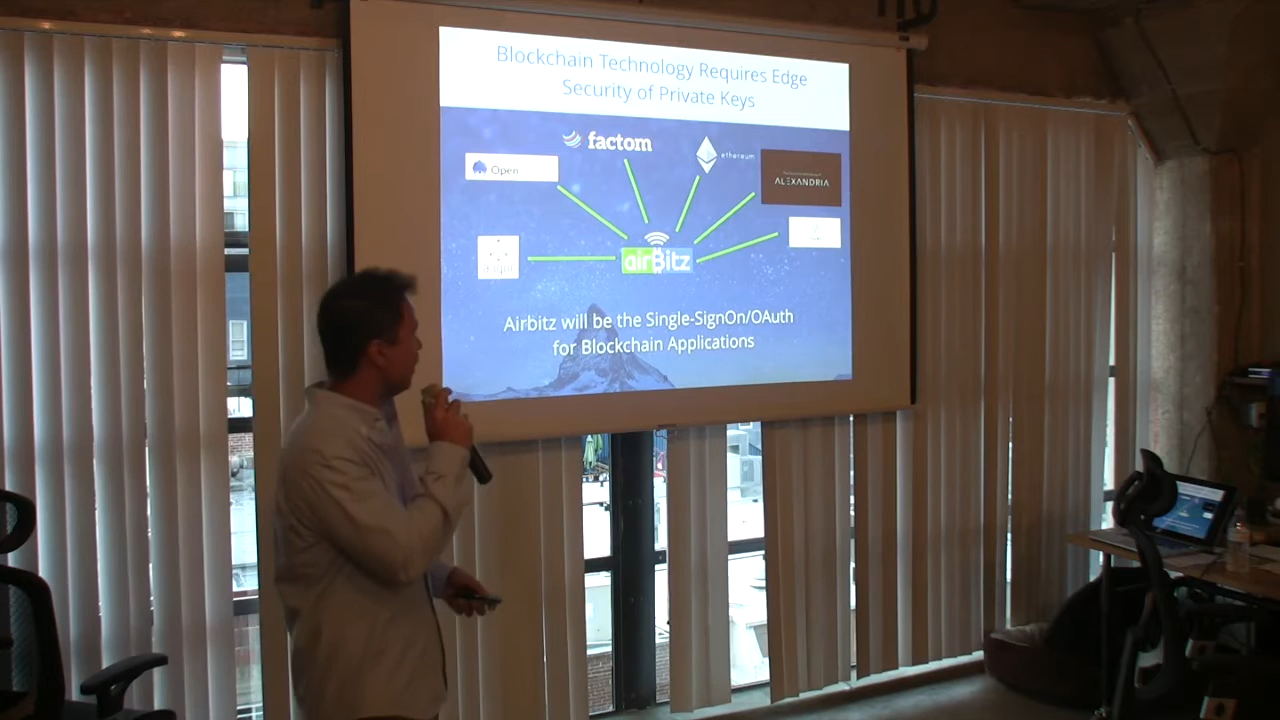 Blockchain Technology Requires Edge
Security of Private Keys
factom
ethereum
Open
ALEXANDRIA
airBitz
Airbitz will be the Single-SignOn/OAuth
for Blockchain Applications